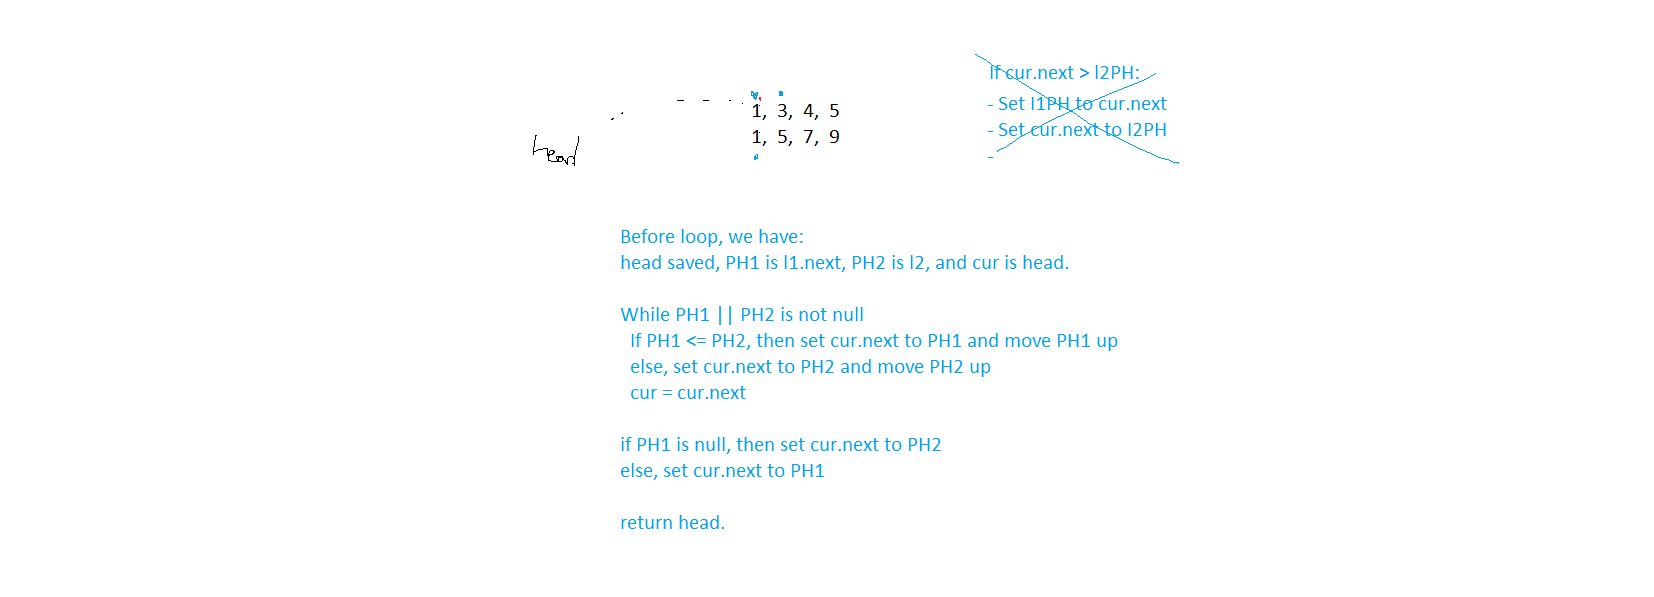 head
1, 3, 4, 5
1, 5, 7, 9
If cur.next > l2PH:
- Set l1PH to cur.next
- Set cur.next to l2PH
-
Before loop, we have:
head saved, PH1 is l1.next, PH2 is l2, and cur is head.
While PH1 || PH2 is not null
If PH1 <= PH2, then set cur.next to PH1 and move PH1 up
else, set cur.next to PH2 and move PH2 up
cur = cur.next
if PH1 is null, then set cur.next to PH2
else, set cur.next to PH1
return head.